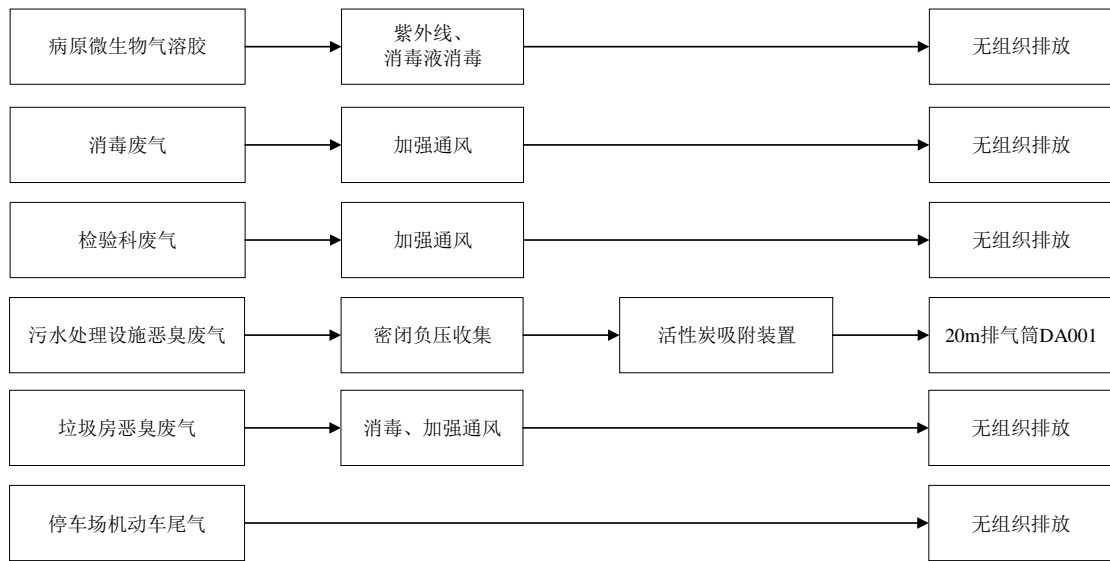 病原微生物气溶胶
紫外线、
消毒液消毒
无组织排放
消毒废气
加强通风
无组织排放
检验科废气
加强通风
无组织排放
污水处理设施恶臭废气
密闭负压收集
活性炭吸附装置
20m排气筒DA001
垃圾房恶臭废气
消毒、加强通风
无组织排放
停车场机动车尾气
无组织排放